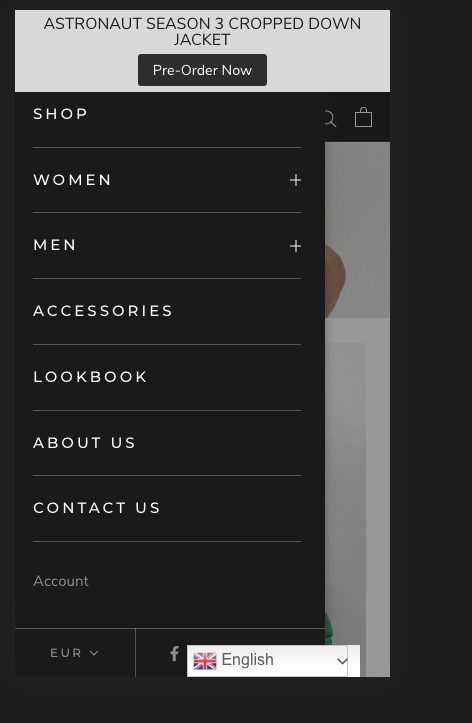 ASTRONAUT SEASON 3 CROPPED DOWN
JACKET
Pre-Order Now
SHOP
WOMEN
MEN
ACCESSORIES
LOOKBOOK
ABOUT US
CONTACT US
Account
EUR
English